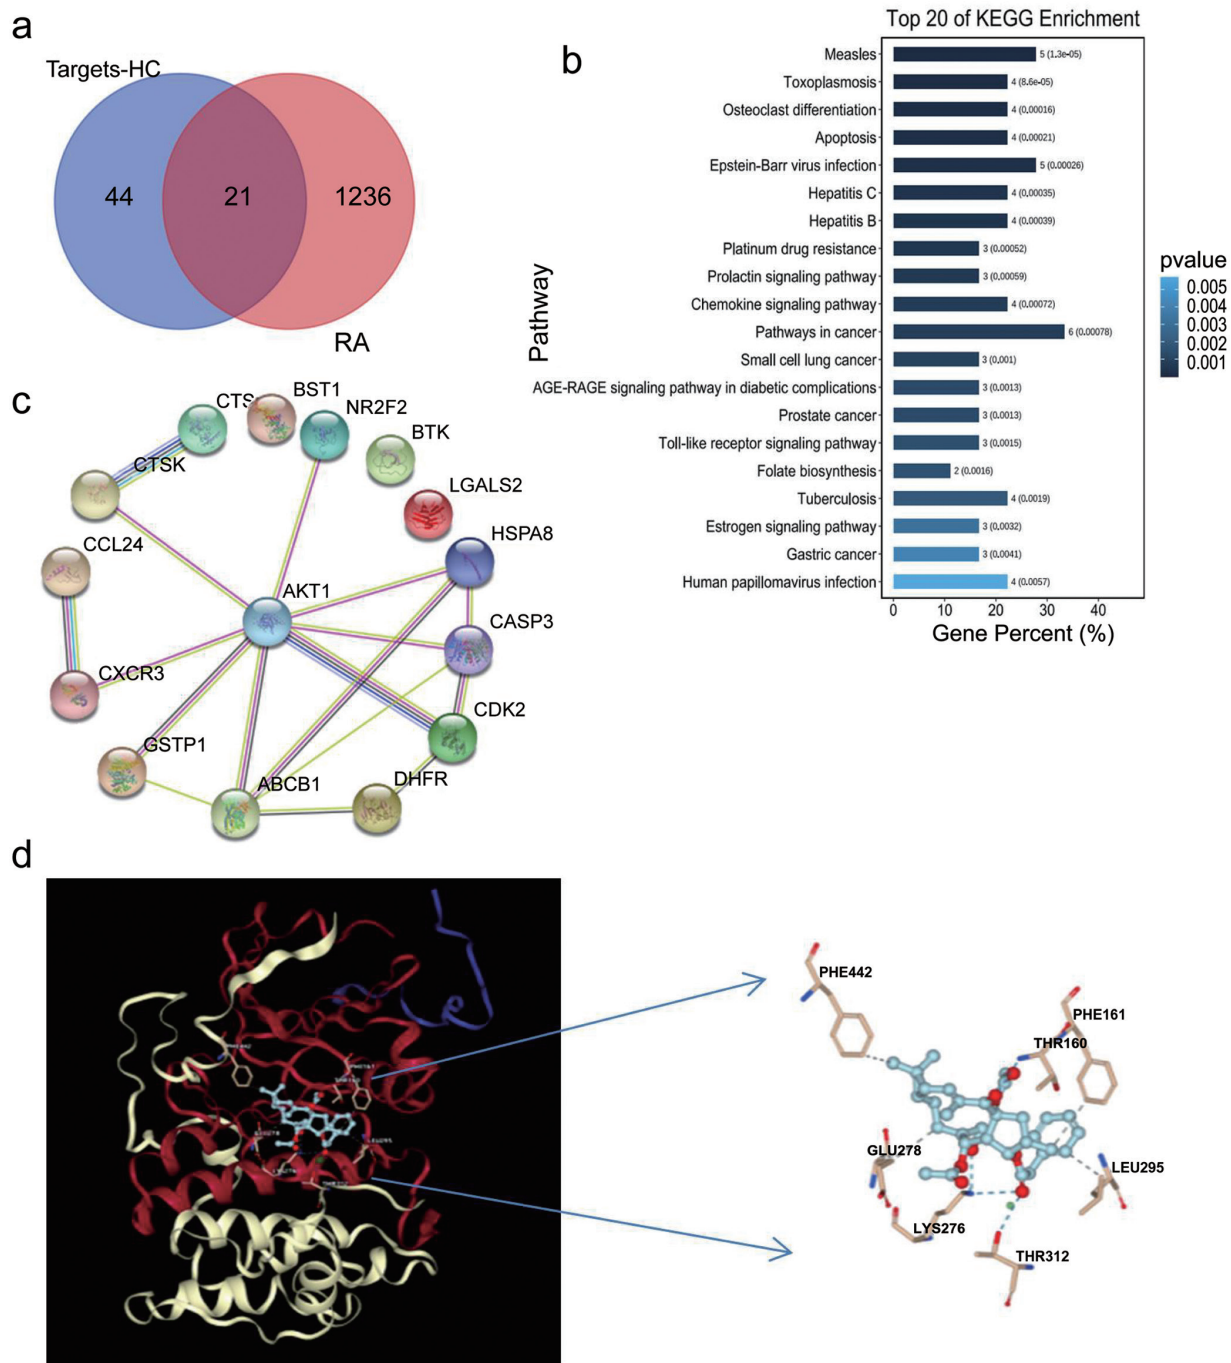 a
Targets-HC
44
21
1236
RA
b
Top 20 of KEGG Enrichment
Pathway
Measles
5 (1.3e-05)
Toxoplasmosis
4 (8.6e-05)
Osteoclast differentiation
4 (0.00016)
Apoptosis
4 (0.00021)
Epstein-Barr virus infection
5 (0.00026)
Hepatitis C
4 (0.00035)
Hepatitis B
4 (0.00039)
Platinum drug resistance
3 (0.00052)
Prolactin signaling pathway
3 (0.00059)
Chemokine signaling pathway
4 (0.00072)
Pathways in cancer
6 (0.00078)
Small cell lung cancer
3 (0.001)
AGE-RAGE signaling pathway in diabetic complications
3 (0.0013)
Prostate cancer
3 (0.0013)
Toll-like receptor signaling pathway
3 (0.0015)
Folate biosynthesis
2 (0.0016)
Tuberculosis
4 (0.0019)
Estrogen signaling pathway
3 (0.0032)
Gastric cancer
3 (0.0041)
Human papillomavirus infection
4 (0.0057)
0 10 20 30 40
Gene Percent (%)
pvalue
0.005
0.004
0.003
0.002
0.001
c
CTS
BST1
NR2F2
BTK
CTSK
LGALS2
HSPA8
CCL24
AKT1
CASP3
CXCR3
CDK2
GSTP1
ABCB1
DHFR
d
PHE442
PHE161
THR160
GLU278
LEU295
LYS276
THR312